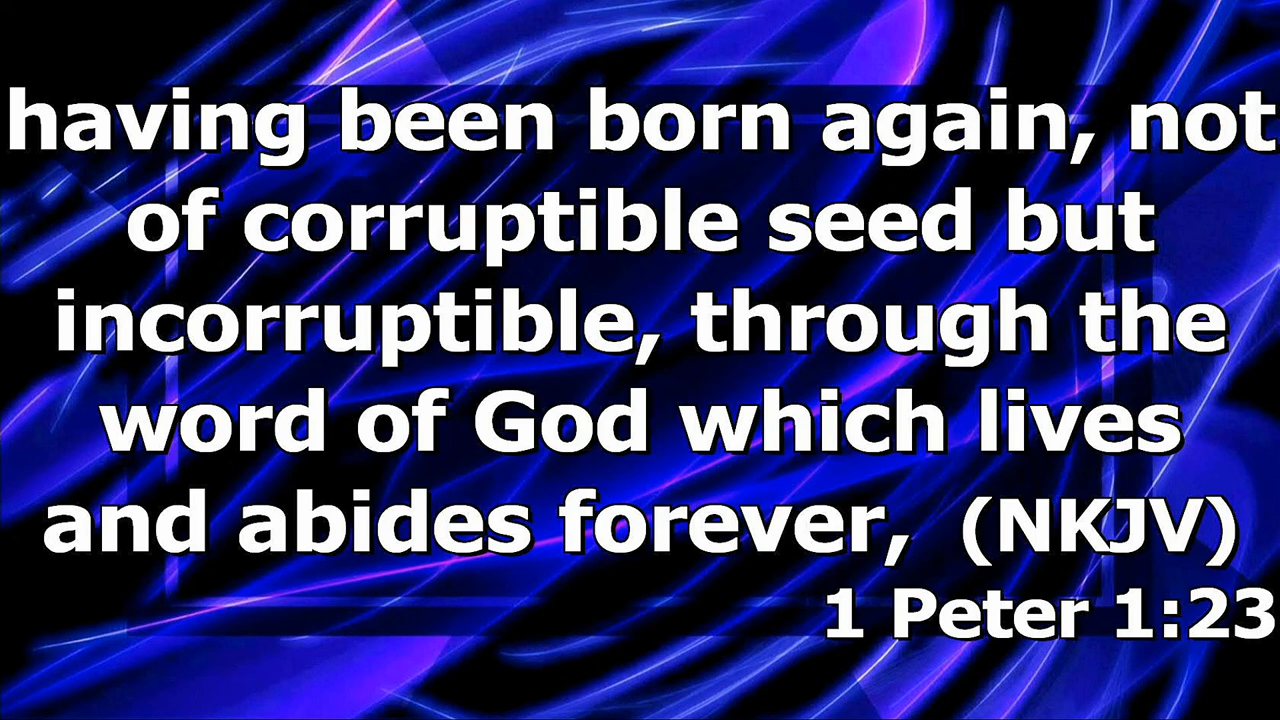 having been born again, not
of corruptible seed but
incorruptible, through the
word of God which lives
and abides forever,  (NKJV)
1 Peter 1:23